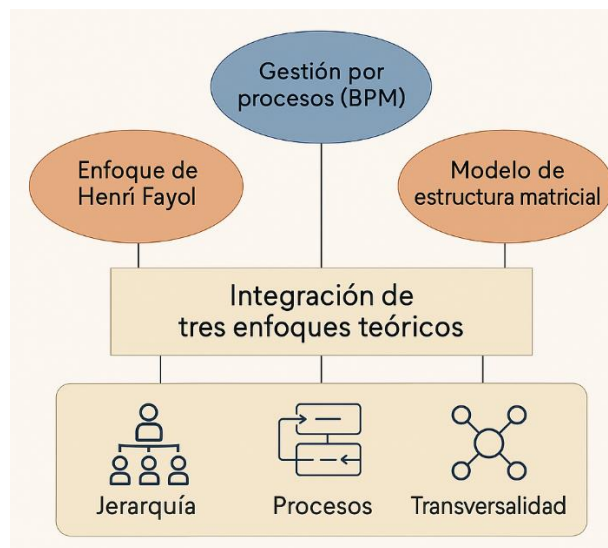 Gestión por
procesos (BPM)
Enfoque de
Henrí Fayol
Modelo de
estructura matricial
Integración de
tres enfoques teóricos
Jerarquía
Procesos
Transversalidad